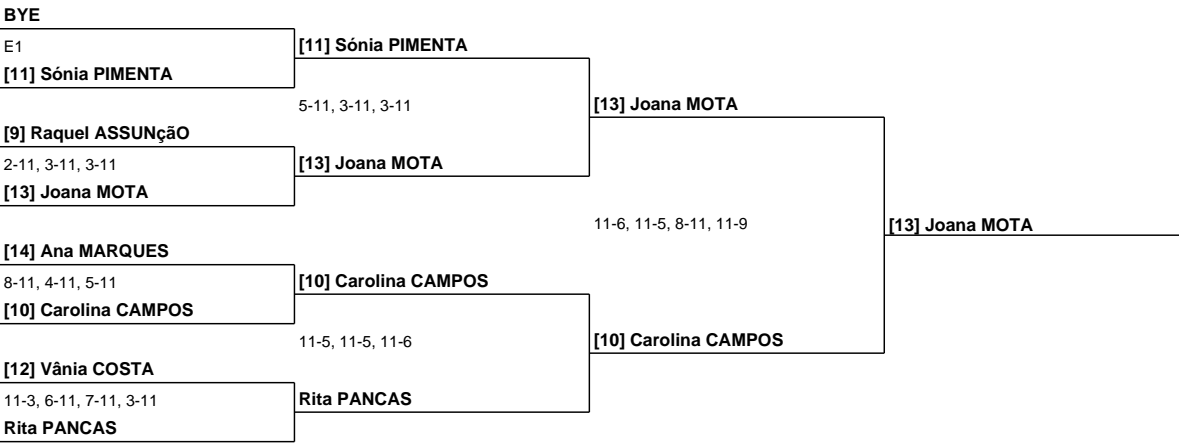 BYE
E1
[11] Sónia PIMENTA
[11] Sónia PIMENTA
5-11, 3-11, 3-11
[13] Joana MOTA
[9] Raquel ASSUNçãO
2-11, 3-11, 3-11
[13] Joana MOTA
[13] Joana MOTA
11-6, 11-5, 8-11, 11-9
[13] Joana MOTA
[14] Ana MARQUES
8-11, 4-11, 5-11
[10] Carolina CAMPOS
[10] Carolina CAMPOS
11-5, 11-5, 11-6
[10] Carolina CAMPOS
[12] Vânia COSTA
11-3, 6-11, 7-11, 3-11
Rita PANCAS
Rita PANCAS